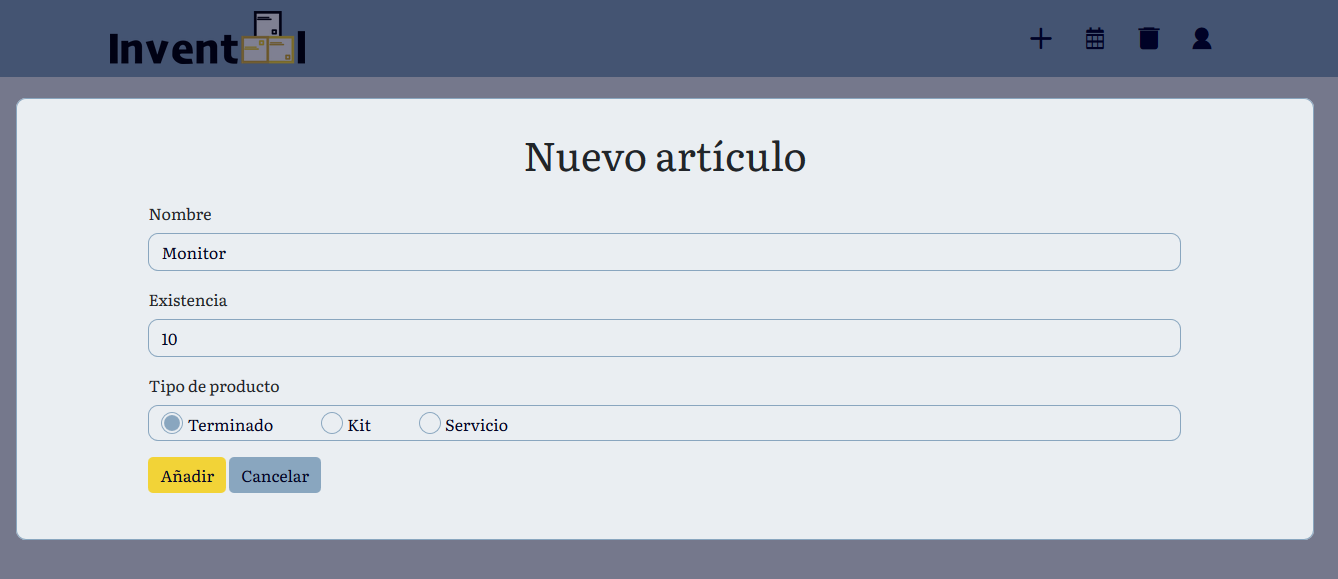 Invent l
Nuevo artículo
Nombre
Monitor
Existencia
10
Tipo de producto
Terminado Kit Servicio
Añadir Cancelar